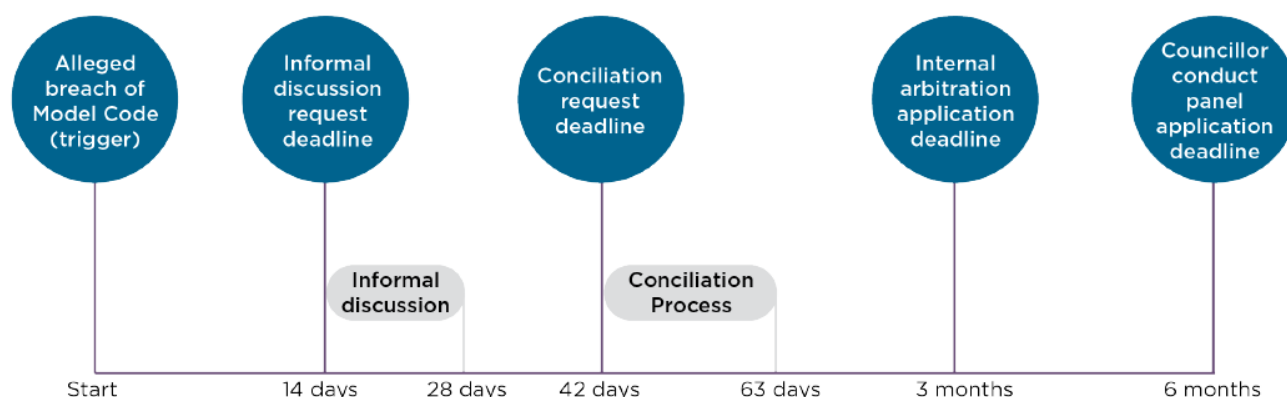 Alleged
breach of
Model Code
(trigger)
Informal
discussion
request
deadline
Conciliation
request
deadline
Internal
arbitration
application
deadline
Councillor
conduct
panel
application
deadline
Informal
discussion
Conciliation
Process
Start
14 days
28 days
42 days
63 days
3 months
6 months